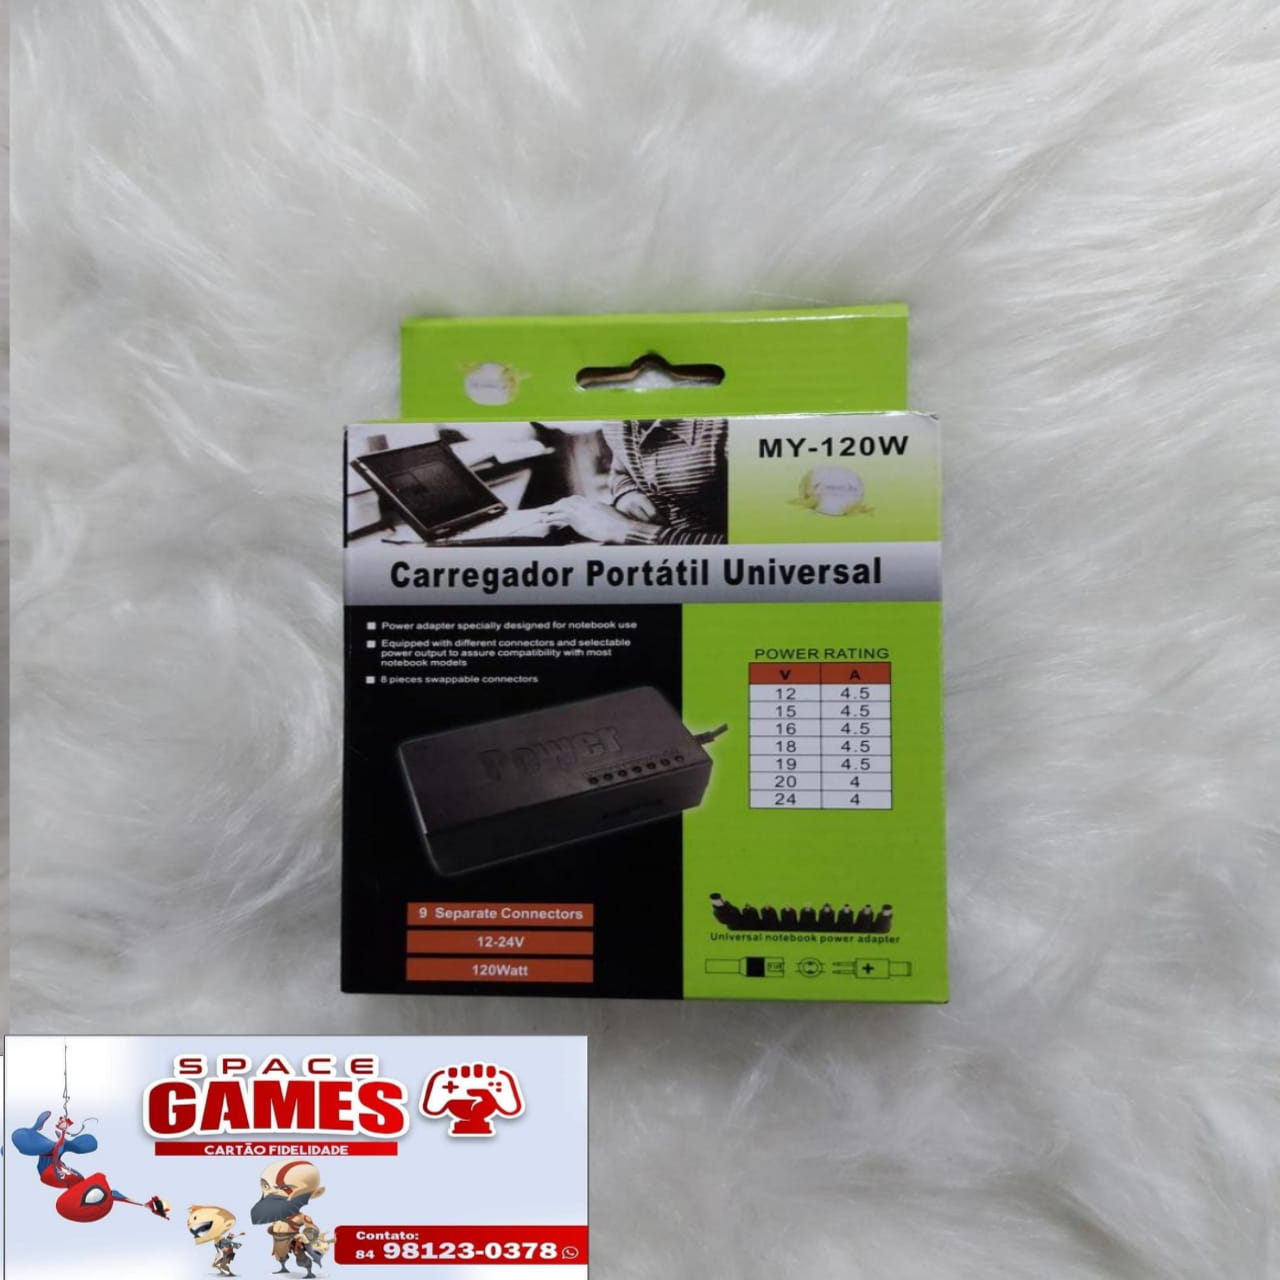 MY-120W
Carregador Portátil Universal
Power adapter specially designed for notebook use
Equipped with different connectors and selectable
power output to assure compatibility with most
notebook models
8 pieces swappable connectors
Power
9 Separate Connectors
12-24V
120Watt
POWER RATING
V A
12 4.5
15 4.5
16 4.5
18 4.5
19 4.5
20 4
24 4
Universal notebook power adapter
SPACE
GAMES
CARTÃO FIDELIDADE
Contato:
84 98123-0378